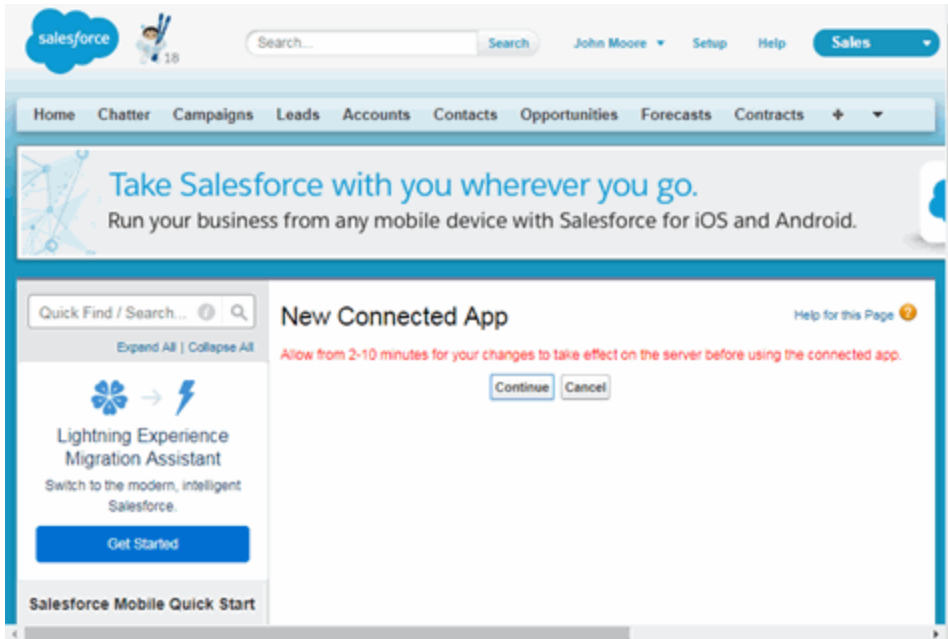 salesforce
18
Search...
Search
John Moore
Setup
Help
Sales
Home Chatter Campaigns Leads Accounts Contacts Opportunities Forecasts Contracts +
Take Salesforce with you wherever you go.
Run your business from any mobile device with Salesforce for iOS and Android.
Quick Find / Search...
Expand All | Collapse All
Lightning Experience
Migration Assistant
Switch to the modern, intelligent
Salesforce.
Get Started
Salesforce Mobile Quick Start
New Connected App
Help for this Page ?
Allow from 2-10 minutes for your changes to take effect on the server before using the connected app.
Continue Cancel